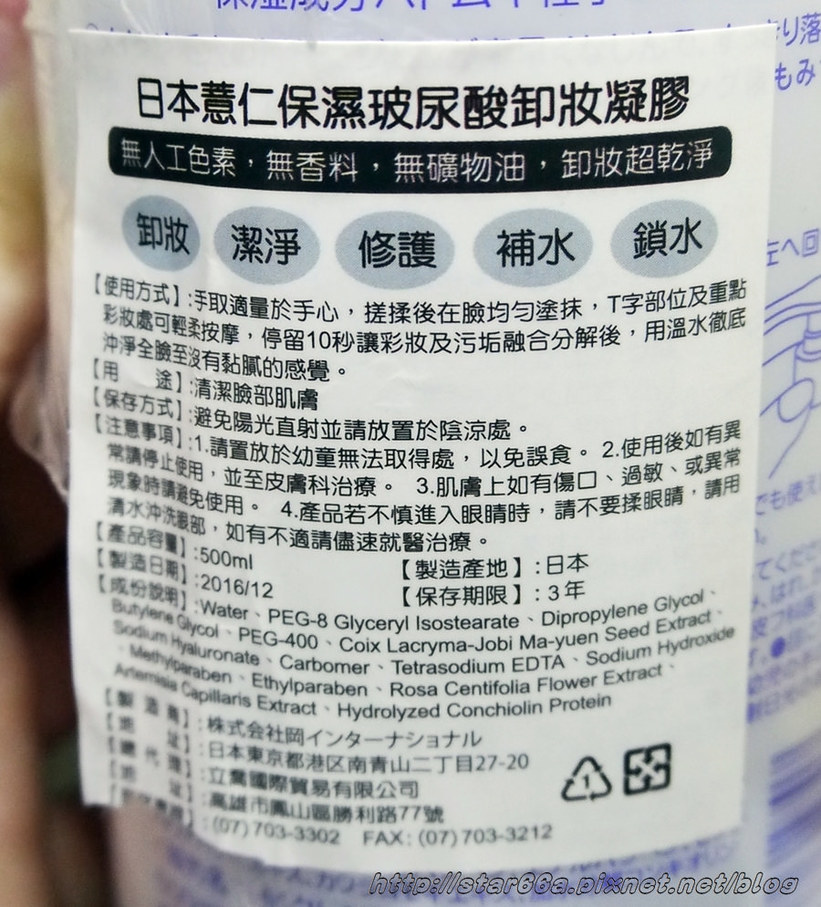 日本薏仁保濕玻尿酸卸妝凝膠
無人工色素，無香料，無礦物油，卸妝超乾淨
卸妝 潔淨 修護 補水 鎖水
【使用方式】:手取適量於手心，搓揉後在臉均勻塗抹，T字部位及重點
彩妝處可輕柔按摩，停留10秒讓彩妝及污垢融合分解後，用溫水徹底
沖淨全臉至沒有黏膩的感覺。
【用 途】:清潔臉部肌膚
【保存方式】:避免陽光直射並請放置於陰涼處。
【注意事項】:1.請置放於幼童無法取得處，以免誤食。 2.使用後如有異
常請停止使用，並至皮膚科治療。 3.肌膚上如有傷口、過敏、或異常
現象時請避免使用。 4.產品若不慎進入眼睛時，請不要揉眼睛，請用
清水沖洗眼部，如有不適請儘速就醫治療。
【產品容量】:500ml 【製造產地】:日本
【製造日期】:2016/12 【保存期限】:3年
【成份說明】:Water、PEG-8 Glyceryl Isostearate、Dipropylene Glycol、
Butylene Glycol、PEG-400、Coix Lacryma-Jobi Ma-yuen Seed Extract、
Sodium Hyaluronate、Carbomer、Tetrasodium EDTA、Sodium Hydroxide
、Methylparaben、Ethylparaben、Rosa Centifolia Flower Extract、
Artemisia Capillaris Extract、Hydrolyzed Conchiolin Protein
【製 造 商】:株式会社岡インターナショナル
【地 址】:日本東京都港区南青山二丁目27-20
【總 代 理】:立喬國際貿易有限公司
【地 址】:高雄市鳳山區勝利路77號
:(07) 703-3302 FAX: (07) 703-3212
1
http://star66a.pixnet.net/blog